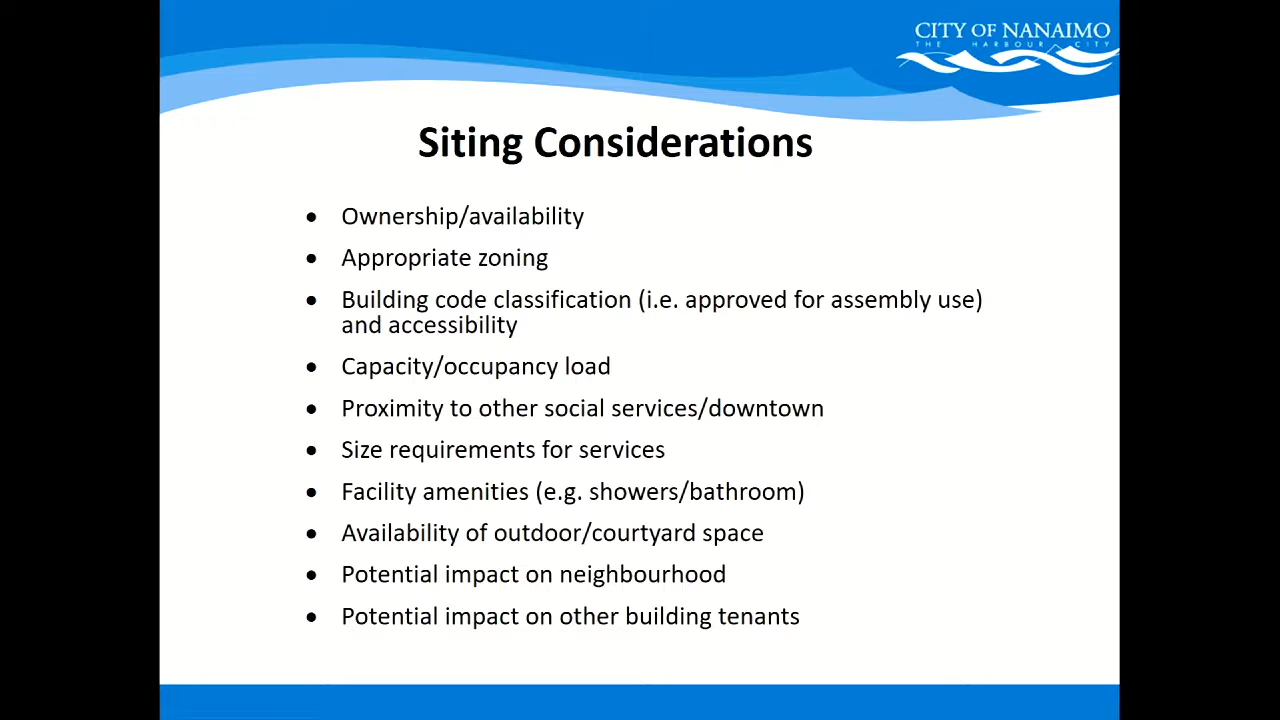 CITY OF NANAIMO
THE HARBOUR CITY
Siting Considerations
• Ownership/availability
• Appropriate zoning
• Building code classification (i.e. approved for assembly use)
and accessibility
• Capacity/occupancy load
• Proximity to other social services/downtown
• Size requirements for services
• Facility amenities (e.g. showers/bathroom)
• Availability of outdoor/courtyard space
• Potential impact on neighbourhood
• Potential impact on other building tenants